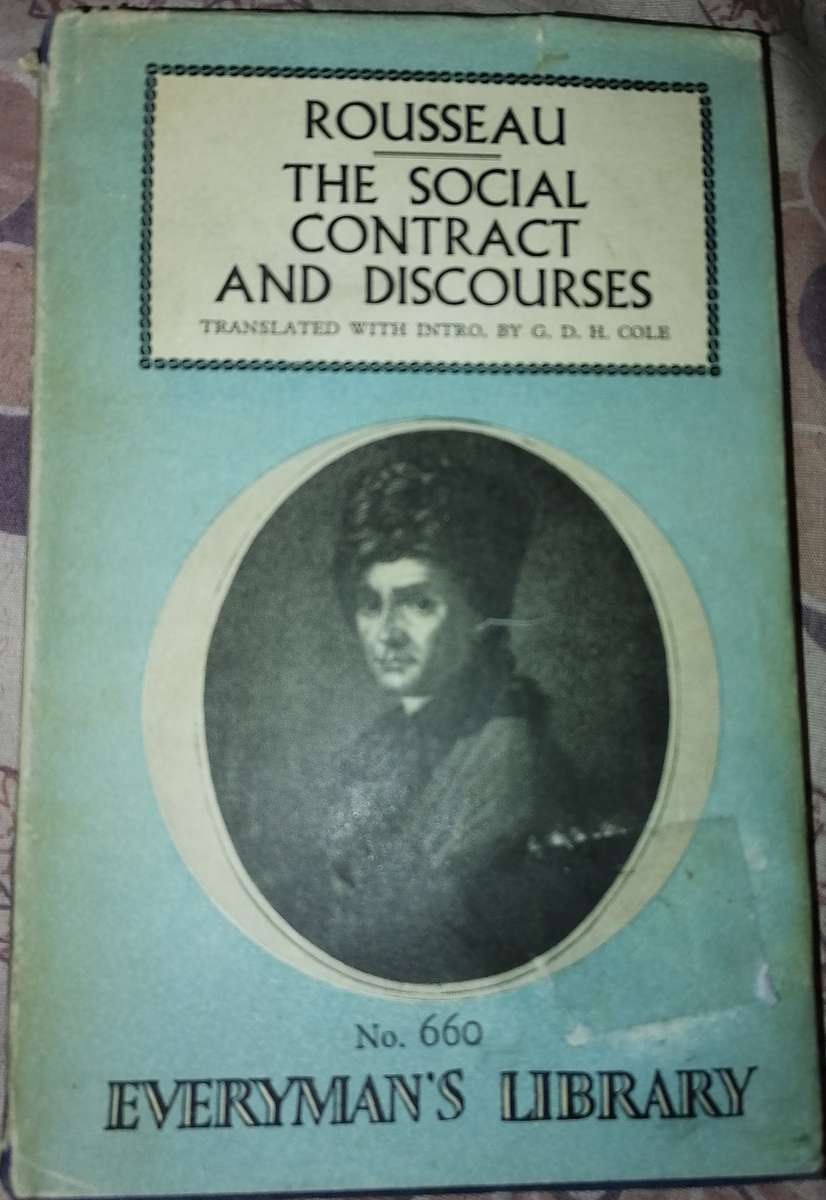 ROUSSEAU
THE SOCIAL
CONTRACT
AND DISCOURSES
TRANSLATED WITH INTRO. BY G. D. H. COLE
No. 660
EVERYMAN'S LIBRARY